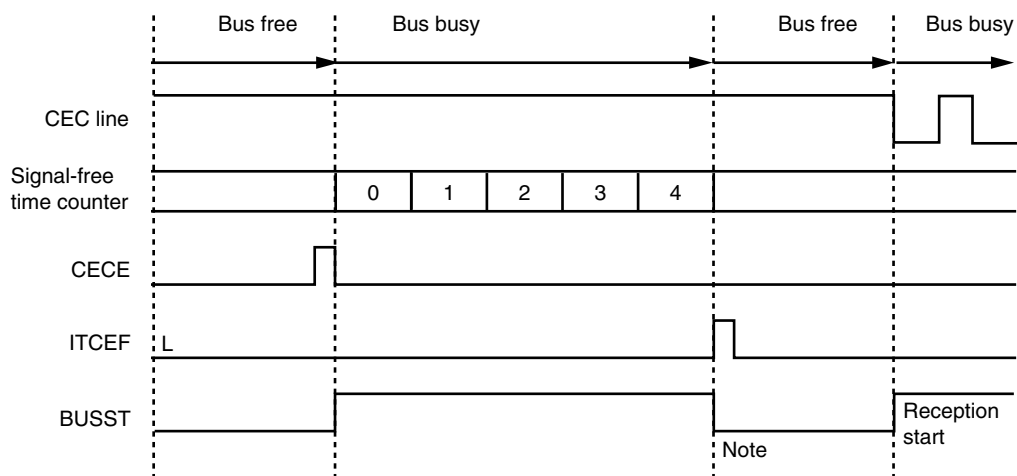 Bus free Bus busy Bus free Bus busy
CEC line
Signal-free
time counter
0 1 2 3 4
CECE
ITCEF
L
BUSST
Note
Reception
start